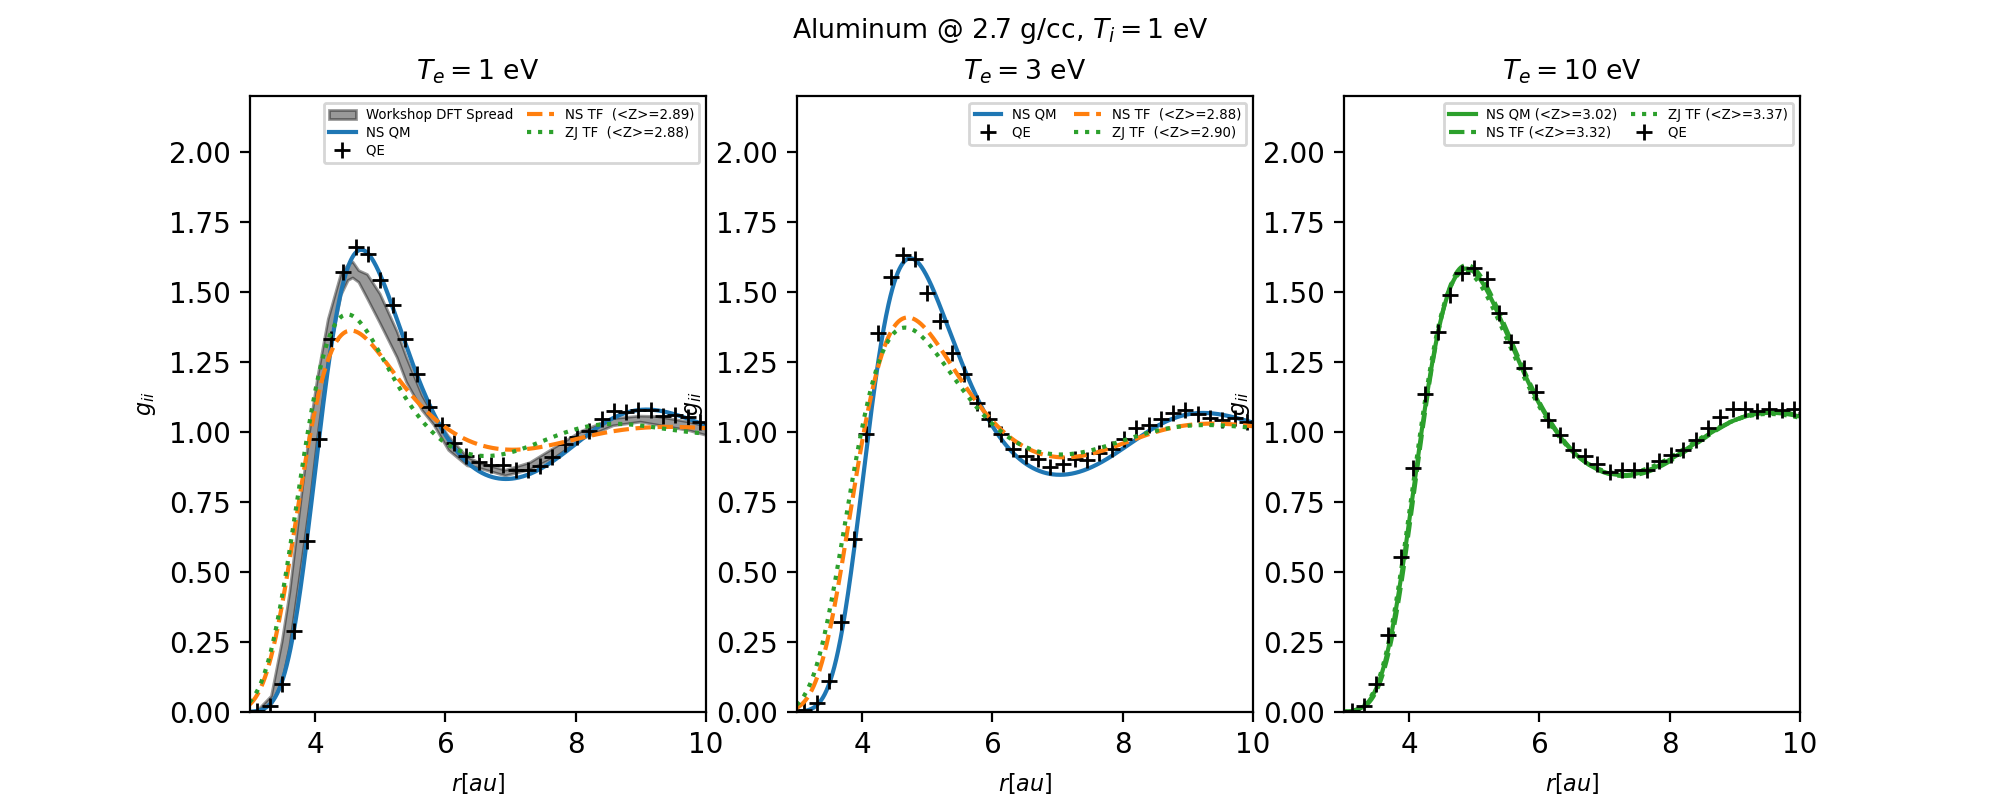 Aluminum @ 2.7 g/cc, T_i = 1 eV
T_e = 1 eV
Workshop DFT Spread
NS QM
QE
NS TF (<Z>=2.89)
ZJ TF (<Z>=2.88)
2.00
1.75
1.50
1.25
1.00
0.75
0.50
0.25
0.00
g_ii
4 6 8 10
r[au]
T_e = 3 eV
NS QM
QE
NS TF (<Z>=2.88)
ZJ TF (<Z>=2.90)
2.00
1.75
1.50
1.25
1.00
0.75
0.50
0.25
0.00
g_ii
4 6 8 10
r[au]
T_e = 10 eV
NS QM (<Z>=3.02)
NS TF (<Z>=3.32)
ZJ TF (<Z>=3.37)
QE
2.00
1.75
1.50
1.25
1.00
0.75
0.50
0.25
0.00
g_ii
4 6 8 10
r[au]